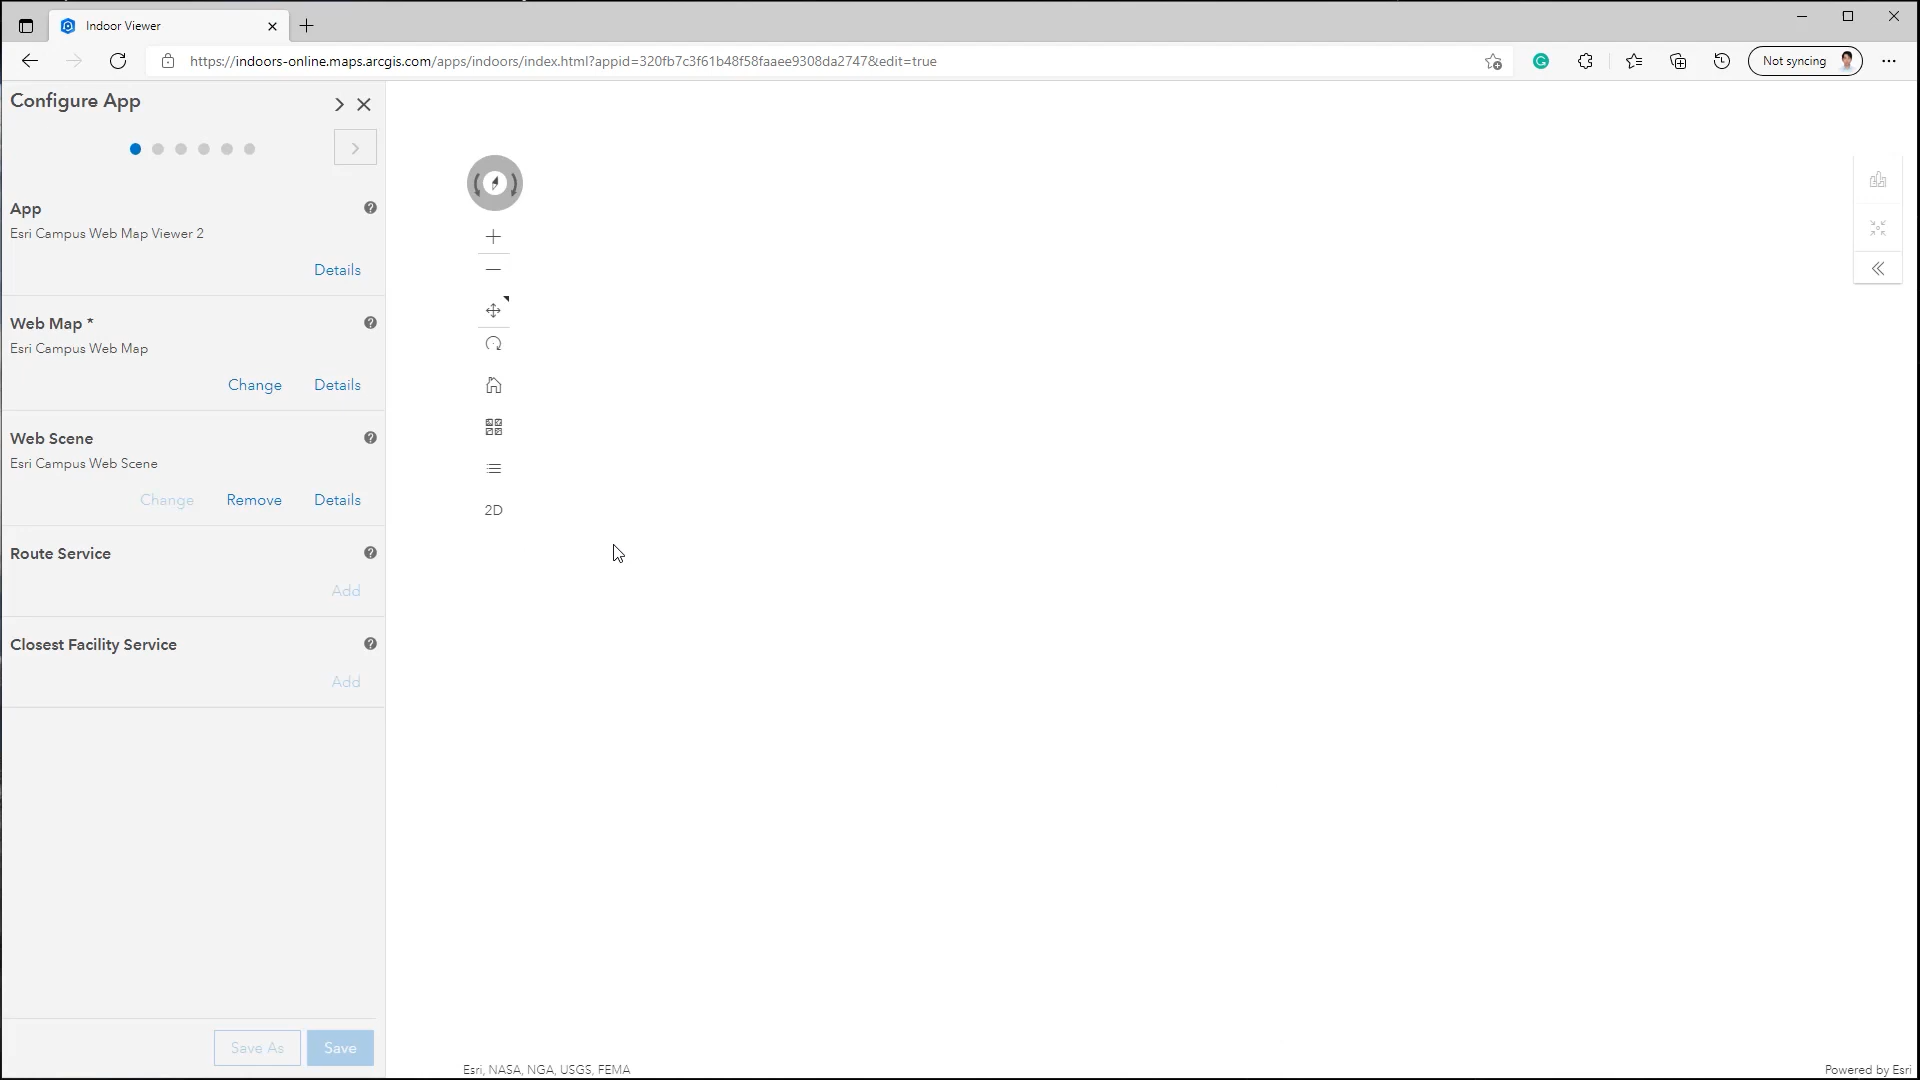 Indoor Viewer
https://indoors-online.maps.arcgis.com/apps/indoors/index.html?appid=320fb7c3f61b48f58faaee9308da2747&edit=true
Not syncing
Configure App
App
Esri Campus Web Map Viewer 2
Details
Web Map *
Esri Campus Web Map
Change Details
Web Scene
Esri Campus Web Scene
Change Remove Details
Route Service
Add
Closest Facility Service
Add
Save As Save
2D
Esri, NASA, NGA, USGS, FEMA
Powered by Esri